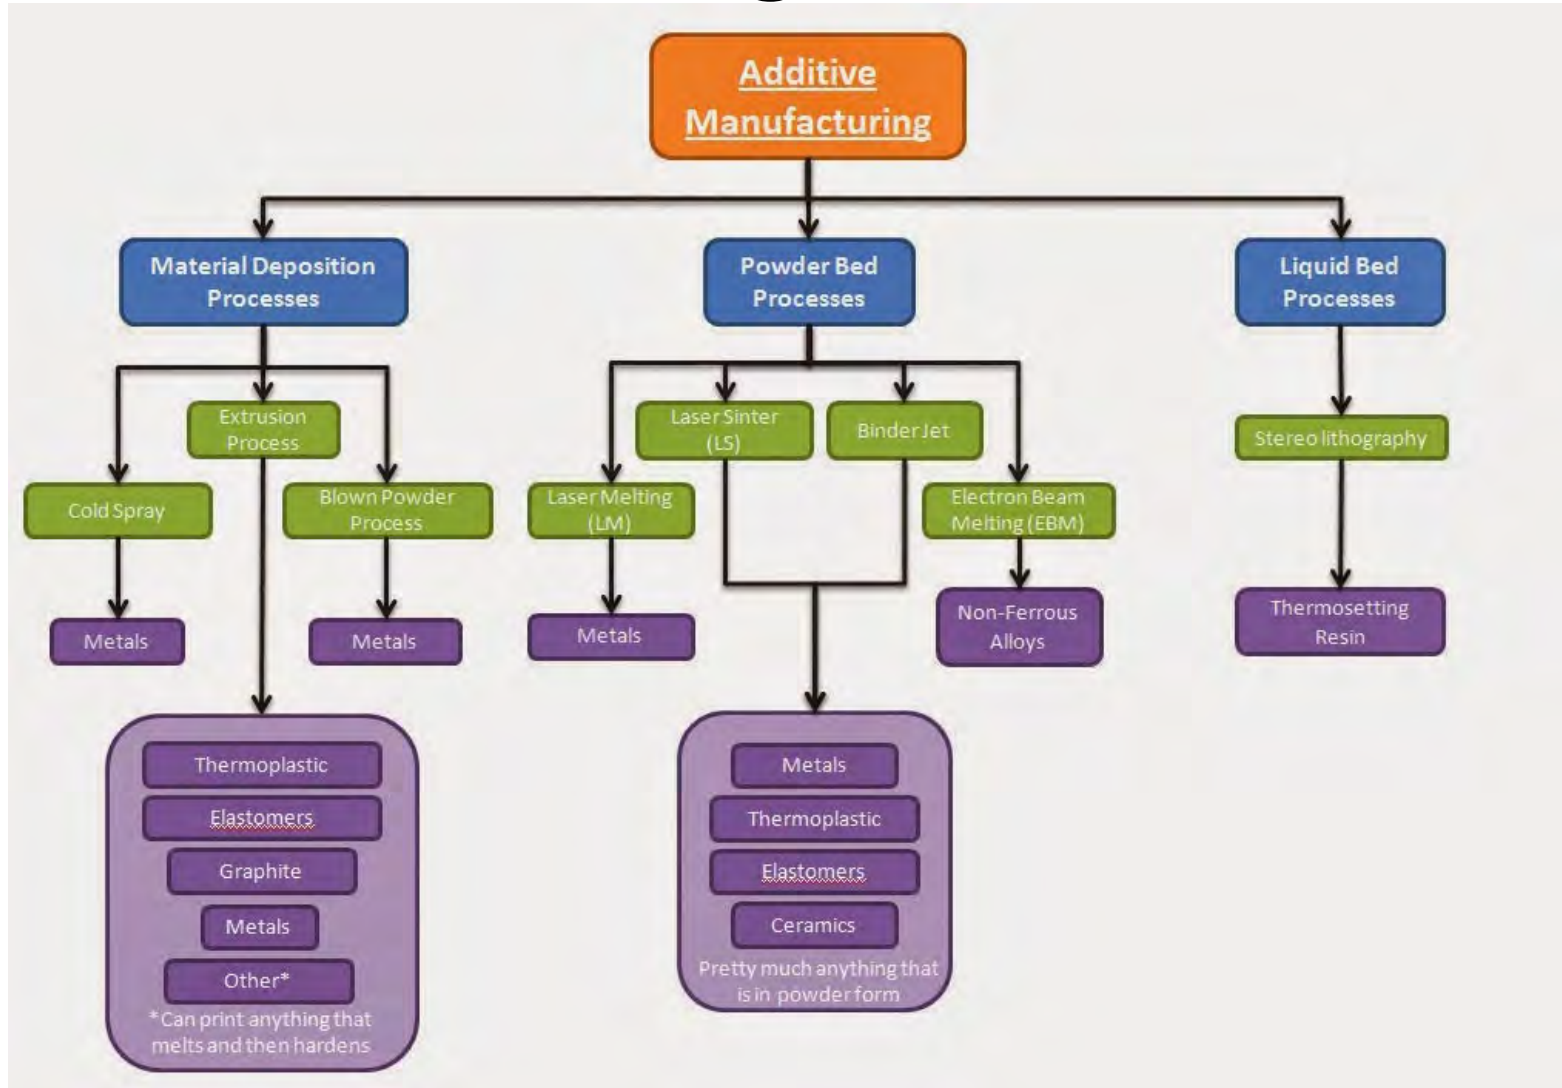 Additive
Manufacturing
Material Deposition
Processes
Powder Bed
Processes
Liquid Bed
Processes
Extrusion
Process
Laser Sinter
(LS)
Binder Jet
Stereo lithography
Cold Spray
Blown Powder
Process
Laser Melting
(LM)
Electron Beam
Melting (EBM)
Metals
Metals
Metals
Non-Ferrous
Alloys
Thermosetting
Resin
Thermoplastic
Elastomers
Graphite
Metals
Other*
*Can print anything that
melts and then hardens
Metals
Thermoplastic
Elastomers
Ceramics
Pretty much anything that
is in powder form